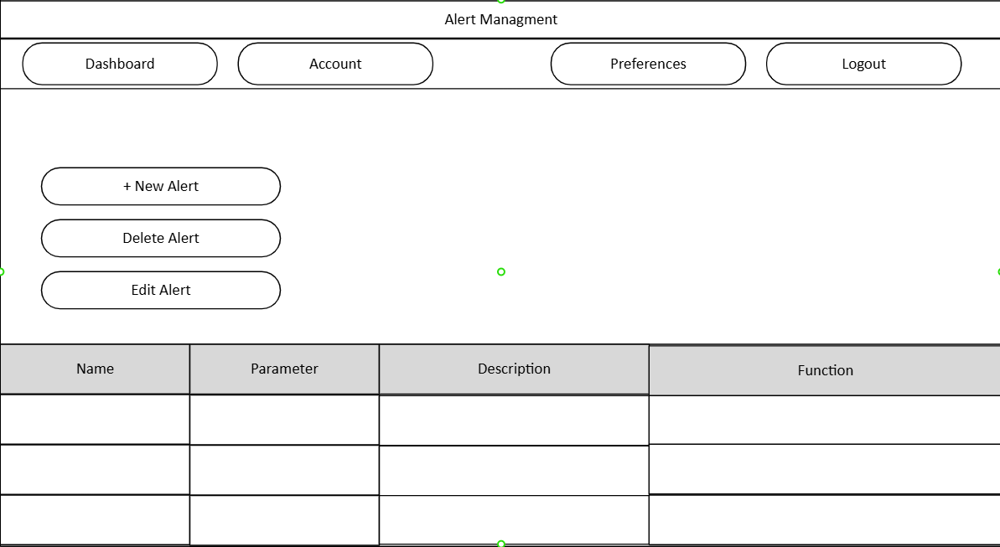 Alert Managment
Dashboard
Account
Preferences
Logout
+ New Alert
Delete Alert
Edit Alert
Name
Parameter
Description
Function